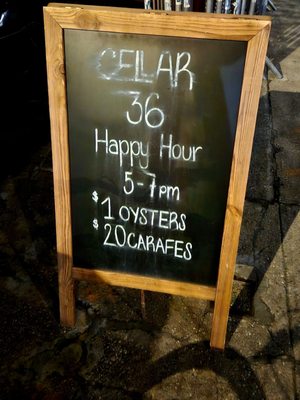 CELLAR
36
Happy Hour
5-7pm
$1 OYSTERS
$20 CARAFES